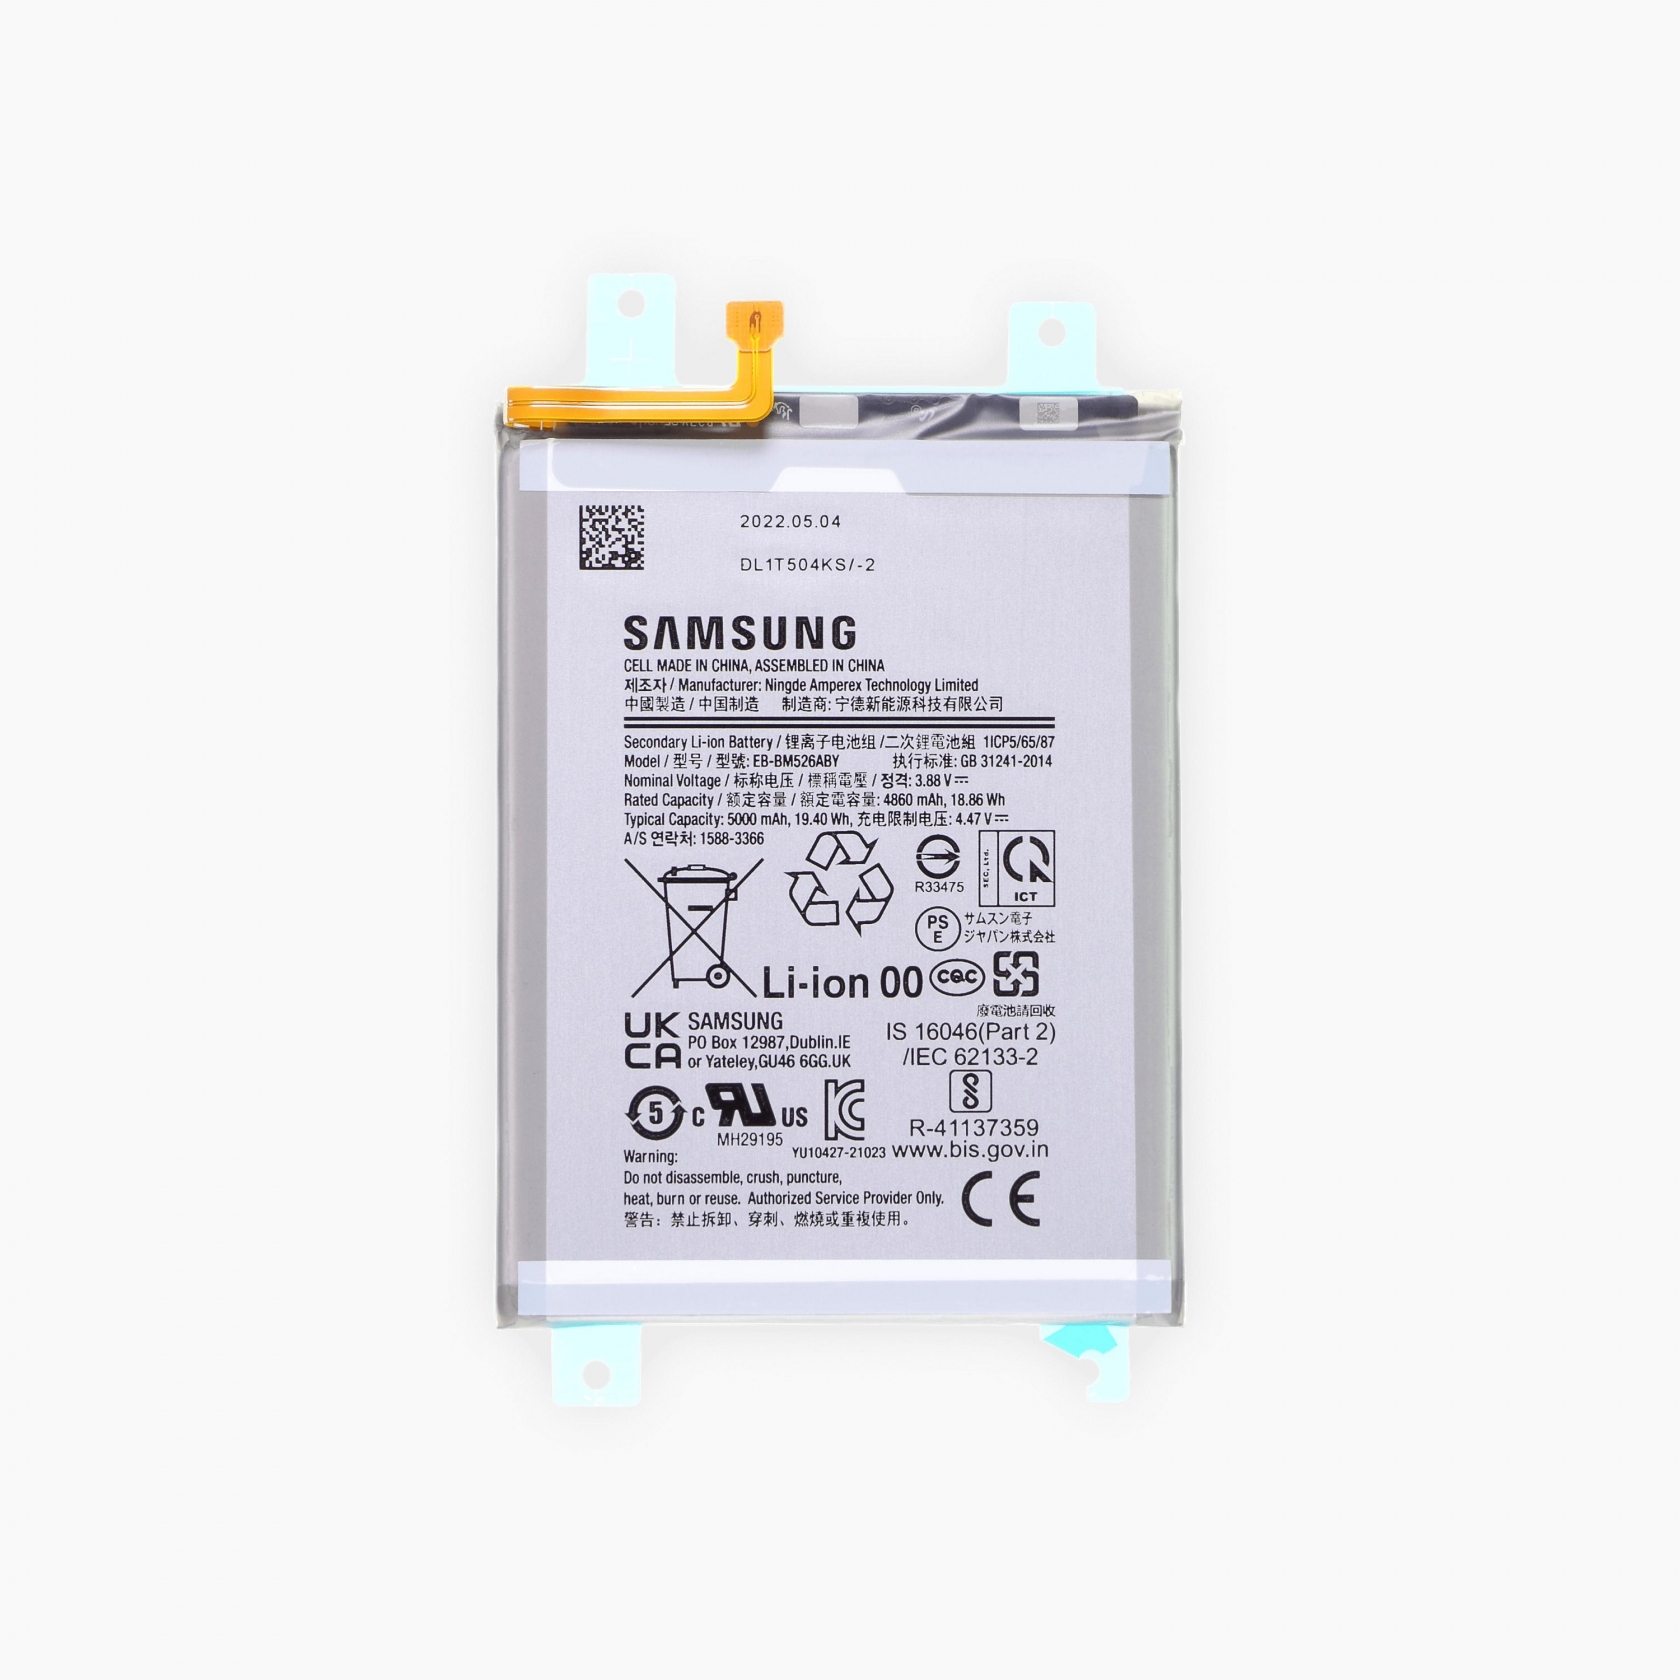 2022.05.04
DL1T504KS/-2
SAMSUNG
CELL MADE IN CHINA, ASSEMBLED IN CHINA
제조자 / Manufacturer: Ningde Amperex Technology Limited
中國製造 / 中国制造 制造商: 宁德新能源科技有限公司
Secondary Li-ion Battery / 锂离子电池组 /二次鋰電池組 1ICP5/65/87
Model / 型号 / 型號: EB-BM526ABY 执行标准: GB 31241-2014
Nominal Voltage / 标称电压 / 標稱電壓 / 정격: 3.88 V
Rated Capacity / 额定容量 / 額定電容量: 4860 mAh, 18.86 Wh
Typical Capacity: 5000 mAh, 19.40 Wh, 充电限制电压: 4.47 V
A/S 연락처: 1588-3366
R33475
SEC, Ltd.
ICT
PS
E
サムスン電子
ジャパン株式会社
Li-ion 00
CQC
廢電池請回收
UK
CA
SAMSUNG
PO Box 12987,Dublin.IE
or Yateley,GU46 6GG.UK
IS 16046(Part 2)
/IEC 62133-2
5
C
US
MH29195
YU10427-21023
R-41137359
www.bis.gov.in
Warning:
Do not disassemble, crush, puncture,
heat, burn or reuse. Authorized Service Provider Only.
警告: 禁止拆卸、穿刺、燃燒或重複使用。
CE